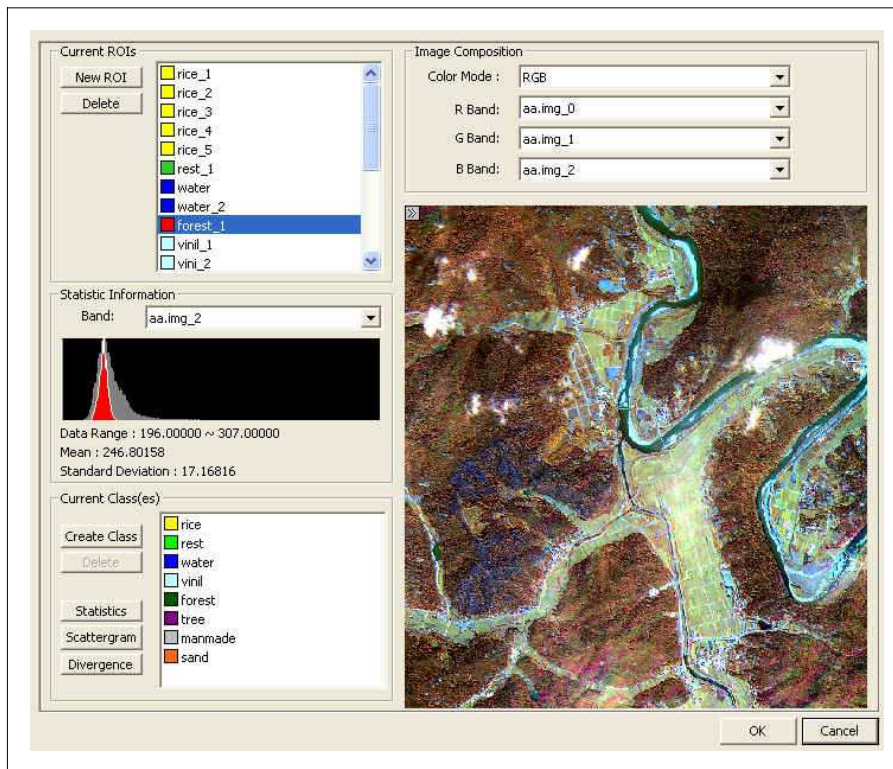 Current ROIs
New ROI
Delete
rice_1
rice_2
rice_3
rice_4
rice_5
rest_1
water
water_2
forest_1
vinil_1
vini_2
Statistic Information
Band: aa.img_2
Data Range : 196.00000 ~ 307.00000
Mean : 246.80158
Standard Deviation : 17.16816
Current Class(es)
Create Class
Delete
Statistics
Scattergram
Divergence
rice
rest
water
vinil
forest
tree
manmade
sand
Image Composition
Color Mode : RGB
R Band: aa.img_0
G Band: aa.img_1
B Band: aa.img_2
OK
Cancel